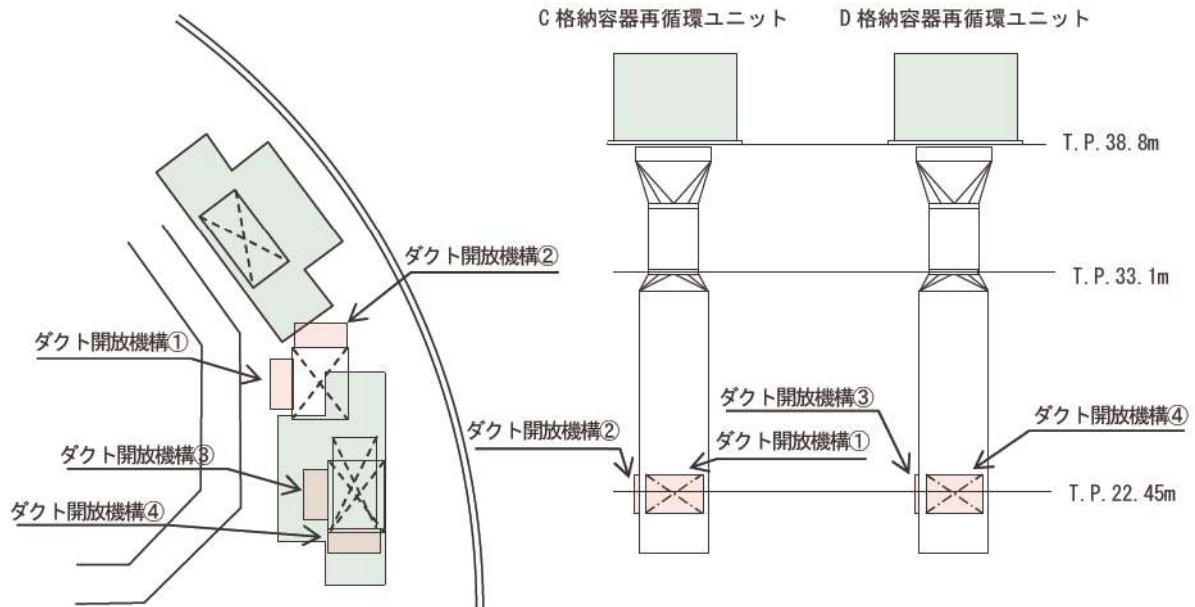 C格納容器再循環ユニット
D格納容器再循環ユニット
T.P.38.8m
ダクト開放機構②
T.P.33.1m
ダクト開放機構①
ダクト開放機構③
ダクト開放機構④
ダクト開放機構②
ダクト開放機構①
ダクト開放機構③
ダクト開放機構④
T.P.22.45m